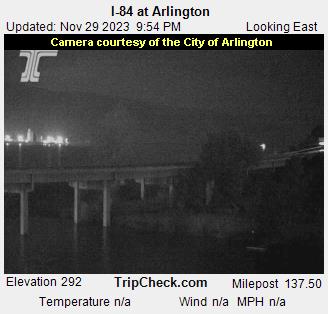 I-84 at Arlington
Updated: Nov 29 2023 9:54 PM Looking East
Camera courtesy of the City of Arlington
Elevation 292 TripCheck.com Milepost 137.50
Temperature n/a Wind n/a MPH n/a